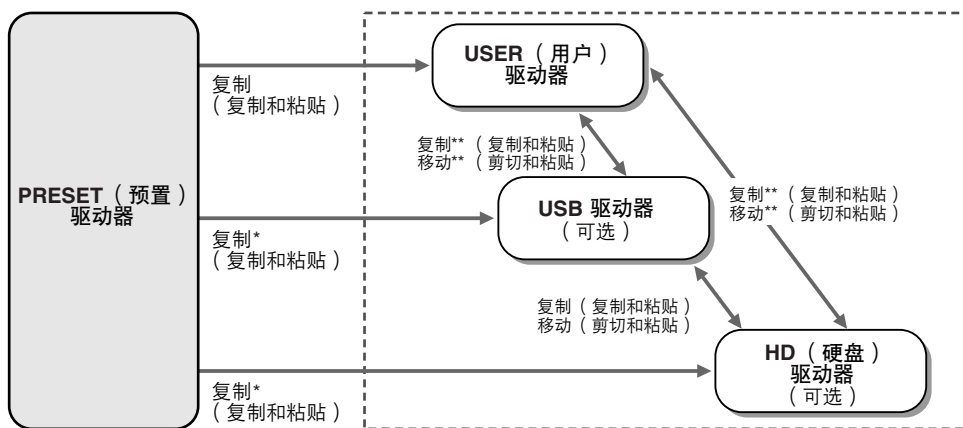 PRESET（预置）
驱动器
复制
（复制和粘贴）
USER （用户）
驱动器
复制** （复制和粘贴）
移动** （剪切和粘贴）
复制*
（复制和粘贴）
USB 驱动器
（可选）
复制** （复制和粘贴）
移动** （剪切和粘贴）
复制（复制和粘贴）
移动（剪切和粘贴）
复制*
（复制和粘贴）
HD（硬盘）
驱动器
（可选）